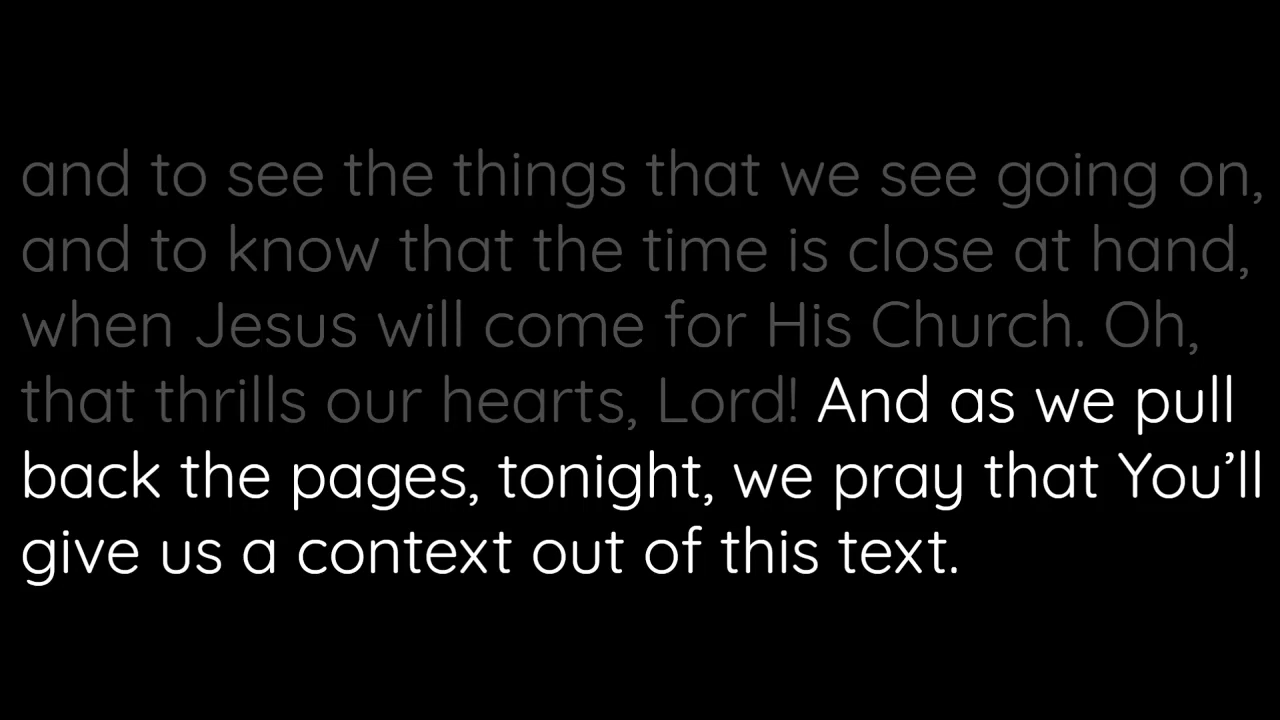 and to see the things that we see going on,
and to know that the time is close at hand,
when Jesus will come for His Church. Oh,
that thrills our hearts, Lord! And as we pull
back the pages, tonight, we pray that You’ll
give us a context out of this text.